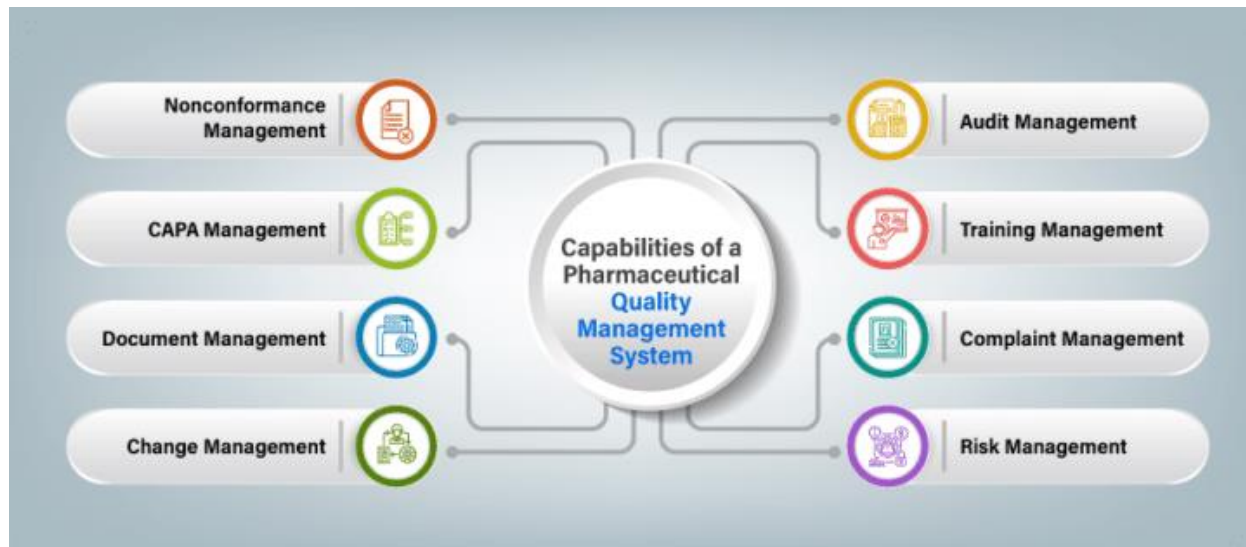 Nonconformance
Management
CAPA Management
Document Management
Change Management
Capabilities of a
Pharmaceutical
Quality
Management
System
Audit Management
Training Management
Complaint Management
Risk Management